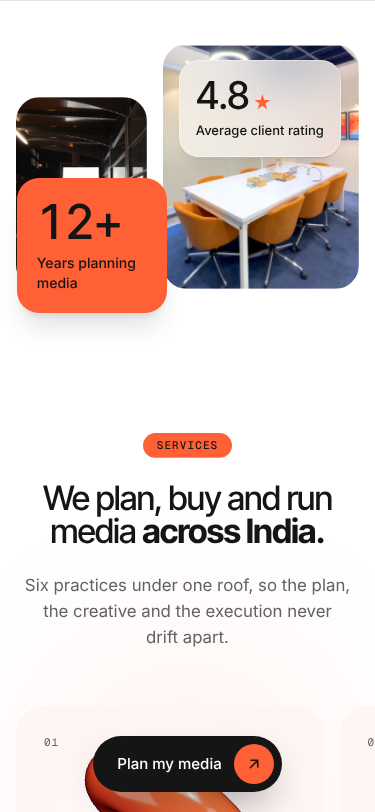 4.8 ★
Average client rating
12+
Years planning
media
SERVICES
We plan, buy and run
media across India.
Six practices under one roof, so the plan,
the creative and the execution never
drift apart.
01
Plan my media